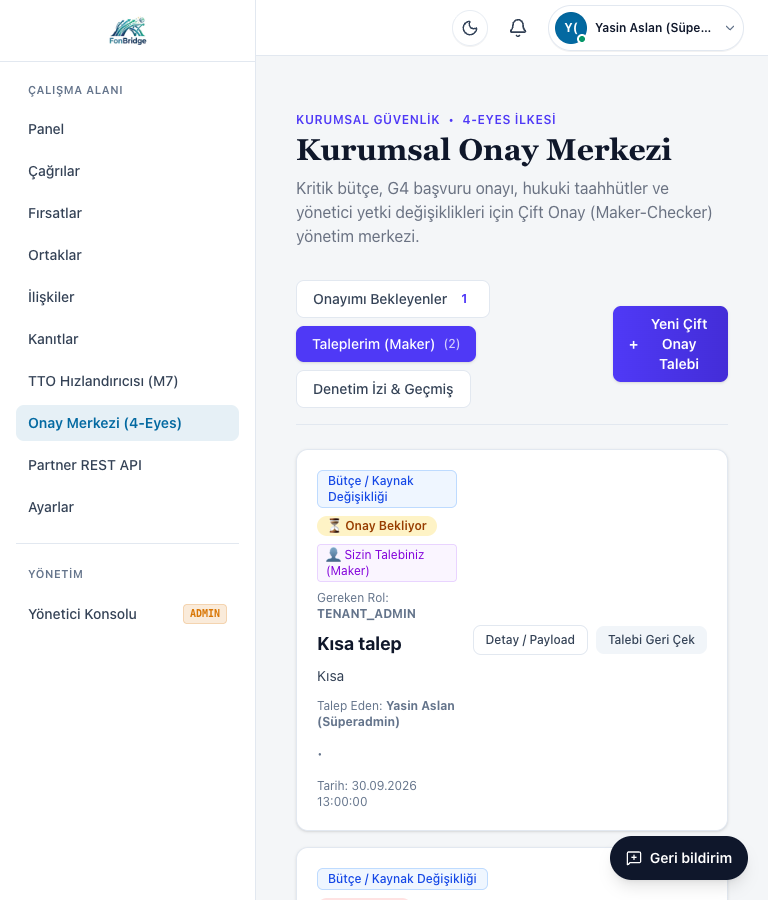 FonBridge
Y(
Yasin Aslan (Süpe...
ÇALIŞMA ALANI
Panel
Çağrılar
Fırsatlar
Ortaklar
İlişkiler
Kanıtlar
TTO Hızlandırıcısı (M7)
Onay Merkezi (4-Eyes)
Partner REST API
Ayarlar
YÖNETİM
Yönetici Konsolu
ADMIN
KURUMSAL GÜVENLİK • 4-EYES İLKESİ
Kurumsal Onay Merkezi
Kritik bütçe, G4 başvuru onayı, hukuki taahhütler ve
yönetici yetki değişiklikleri için Çift Onay (Maker-Checker)
yönetim merkezi.
Onayımı Bekleyenler 1
Taleplerim (Maker) (2)
Denetim İzi & Geçmiş
+ Yeni Çift
Onay
Talebi
Bütçe / Kaynak
Değişikliği
⏳ Onay Bekliyor
👤 Sizin Talebiniz
(Maker)
Gereken Rol:
TENANT_ADMIN
Kısa talep
Kısa
Talep Eden: Yasin Aslan
(Süperadmin)
·
Tarih: 30.09.2026
13:00:00
Detay / Payload
Talebi Geri Çek
Bütçe / Kaynak Değişikliği
Geri bildirim